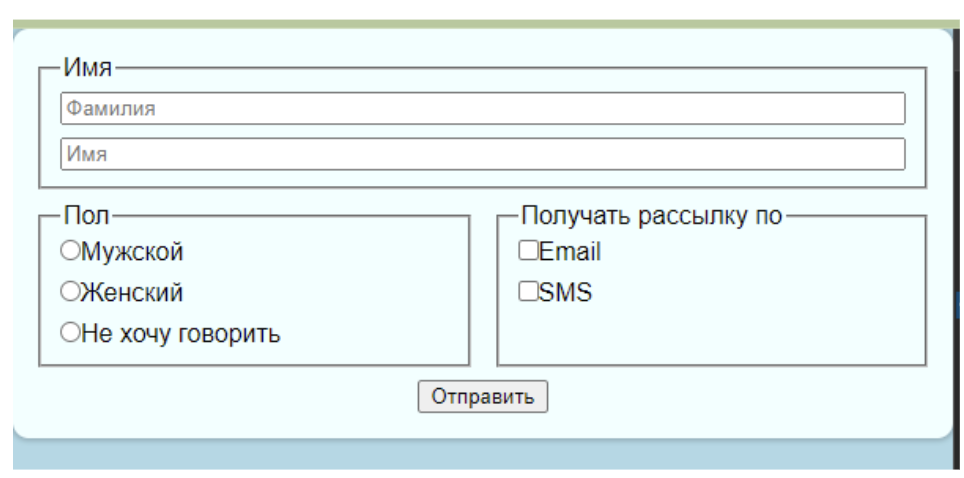 Имя
Фамилия
Имя
Пол
Мужской
Женский
Не хочу говорить
Получать рассылку по
Email
SMS
Отправить